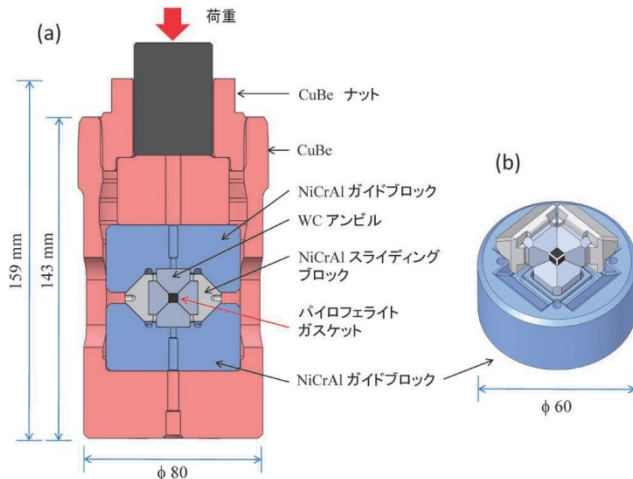 (a)
荷重
CuBe ナット
CuBe
(b)
NiCrAl ガイドブロック
WC アンビル
NiCrAl スライディング
ブロック
パイロフェライト
ガスケット
NiCrAl ガイドブロック
159 mm
143 mm
ϕ 80
ϕ 60